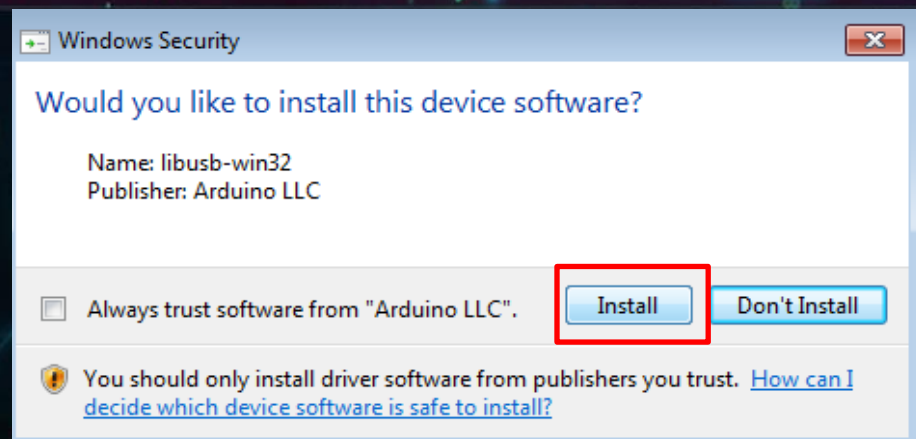 Windows Security
Would you like to install this device software?
Name: libusb-win32
Publisher: Arduino LLC
Always trust software from "Arduino LLC".
Install
Don't Install
You should only install driver software from publishers you trust. How can I
decide which device software is safe to install?